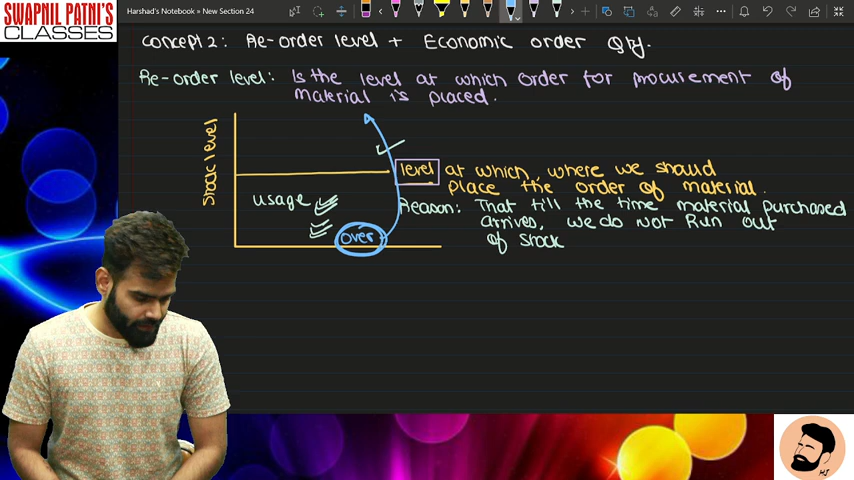 SWAPNIL PATNI'S
CLASSES
Harshad's Notebook » New Section 24
Concept 2: Re-order level + Economic order Qty.
Re-order level: Is the level at which order for procurement of
material is placed.
Stock level
level at which, where we should
place the order of material.
usage
Reason: That till the time material purchased
arrives, we do not Run out
of stock
over
HS